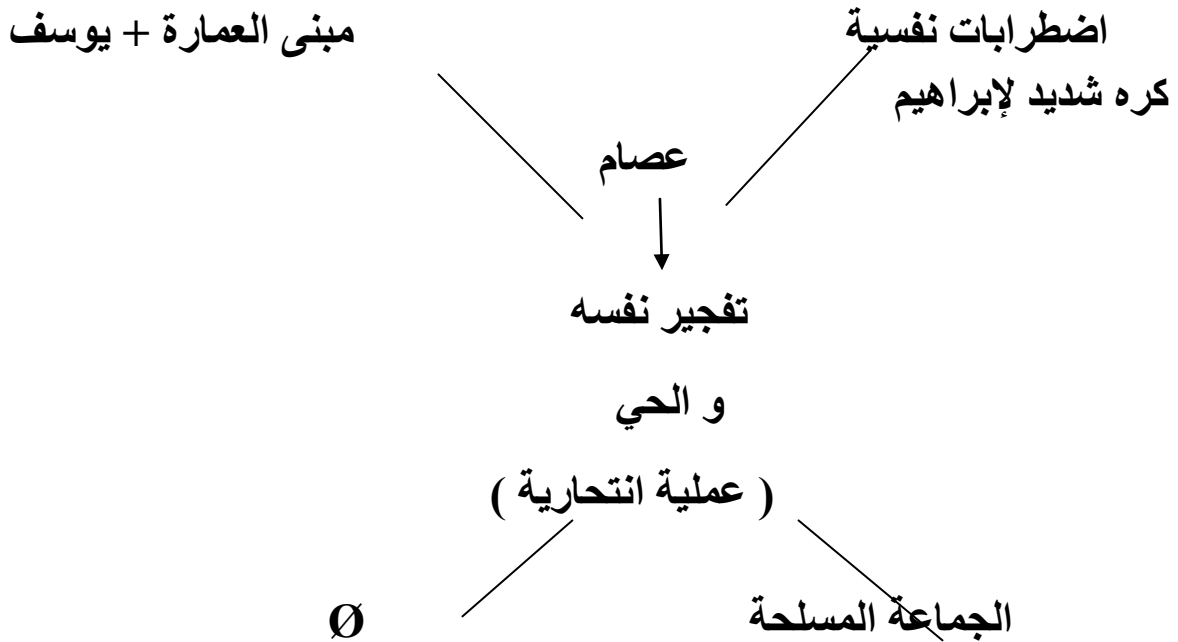 اضطرابات نفسية
مبنى العمارة + يوسف
كره شديد لإبراهيم
عصام
تفجير نفسه
و الحي
( عملية انتحارية )
الجماعة المسلحة
Ø